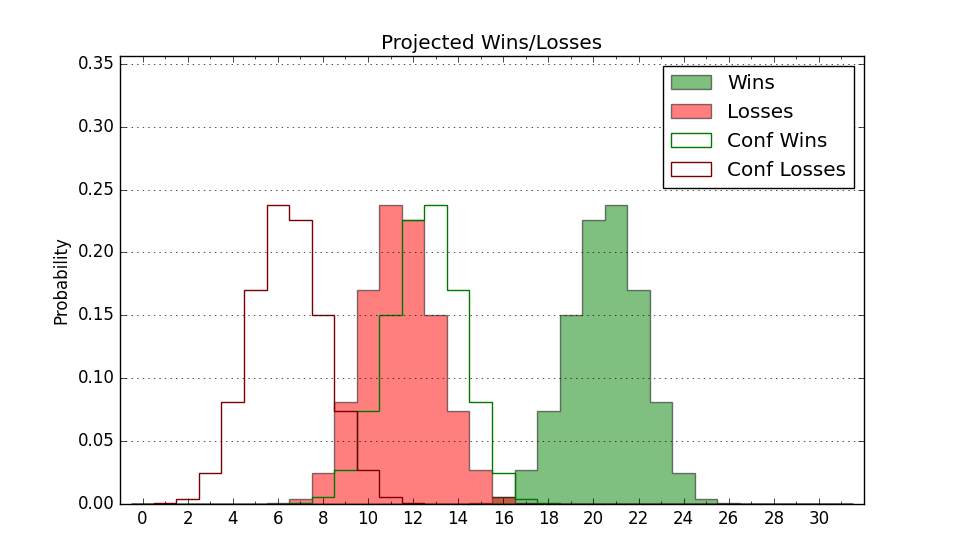 Projected Wins/Losses
Wins
Losses
Conf Wins
Conf Losses
Probability
0.35
0.30
0.25
0.20
0.15
0.10
0.05
0.00
0 2 4 6 8 10 12 14 16 18 20 22 24 26 28 30